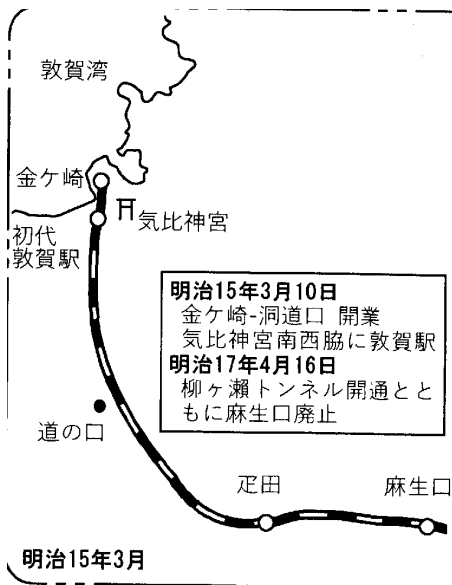 敦賀湾
金ケ崎
気比神宮
初代
敦賀駅
明治15年3月10日
金ケ崎-洞道口 開業
気比神宮南西脇に敦賀駅
明治17年4月16日
柳ヶ瀬トンネル開通とと
もに麻生口廃止
道の口
疋田
麻生口
明治15年3月